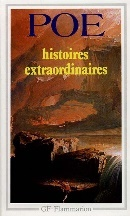 POE
histoires
extraordinaires
GF Flammarion